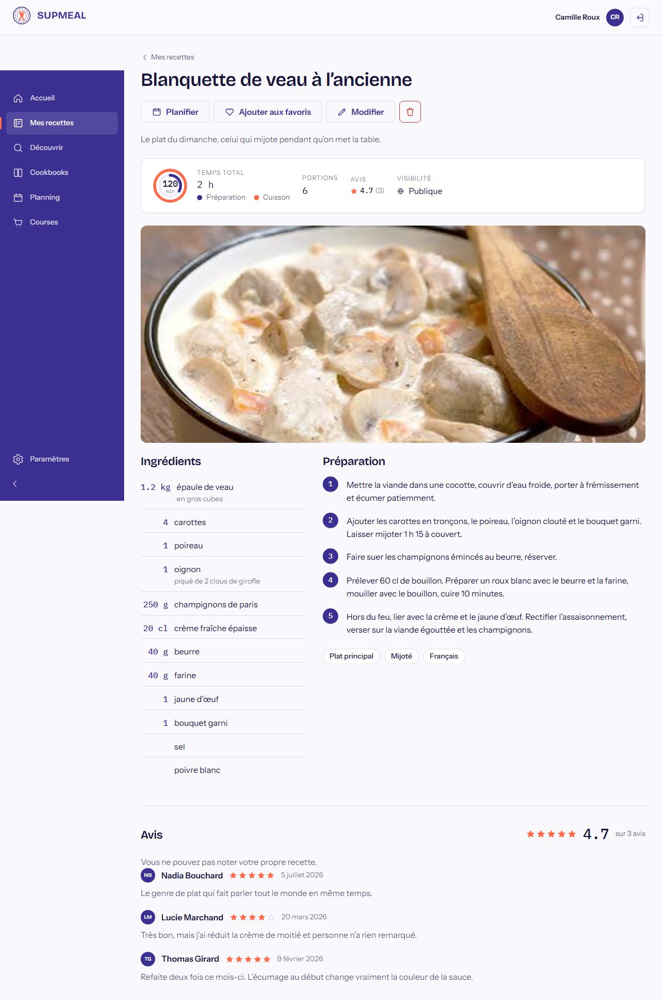 SUPMEAL
Camille Roux
CR
Mes recettes
Blanquette de veau à l’ancienne
Accueil
Mes recettes
Découvrir
Cookbooks
Planning
Courses
Paramètres
Planifier
Ajouter aux favoris
Modifier
Le plat du dimanche, celui qui mijote pendant qu’on met la table.
120
min
TEMPS TOTAL
2 h
Préparation
Cuisson
PORTIONS
6
AVIS
4.7 (3)
VISIBILITÉ
Publique
Ingrédients
1.2 kg épaule de veau
en gros cubes
4 carottes
1 poireau
1 oignon
piqué de 2 clous de girofle
250 g champignons de paris
20 cl crème fraîche épaisse
40 g beurre
40 g farine
1 jaune d’œuf
1 bouquet garni
sel
poivre blanc
Préparation
1 Mettre la viande dans une cocotte, couvrir d’eau froide, porter à frémissement
et écumer patiemment.
2 Ajouter les carottes en tronçons, le poireau, l’oignon clouté et le bouquet garni.
Laisser mijoter 1 h 15 à couvert.
3 Faire suer les champignons émincés au beurre, réserver.
4 Prélever 60 cl de bouillon. Préparer un roux blanc avec le beurre et la farine,
mouiller avec le bouillon, cuire 10 minutes.
5 Hors du feu, lier avec la crème et le jaune d’œuf. Rectifier l’assaisonnement,
verser sur la viande égouttée et les champignons.
Plat principal
Mijoté
Français
Avis
4.7 sur 3 avis
Vous ne pouvez pas noter votre propre recette.
NB Nadia Bouchard 5 juillet 2026
Le genre de plat qui fait parler tout le monde en même temps.
LM Lucie Marchand 20 mars 2026
Très bon, mais j’ai réduit la crème de moitié et personne n’a rien remarqué.
TG Thomas Girard 9 février 2026
Refaite deux fois ce mois-ci. L’écumage au début change vraiment la couleur de la sauce.